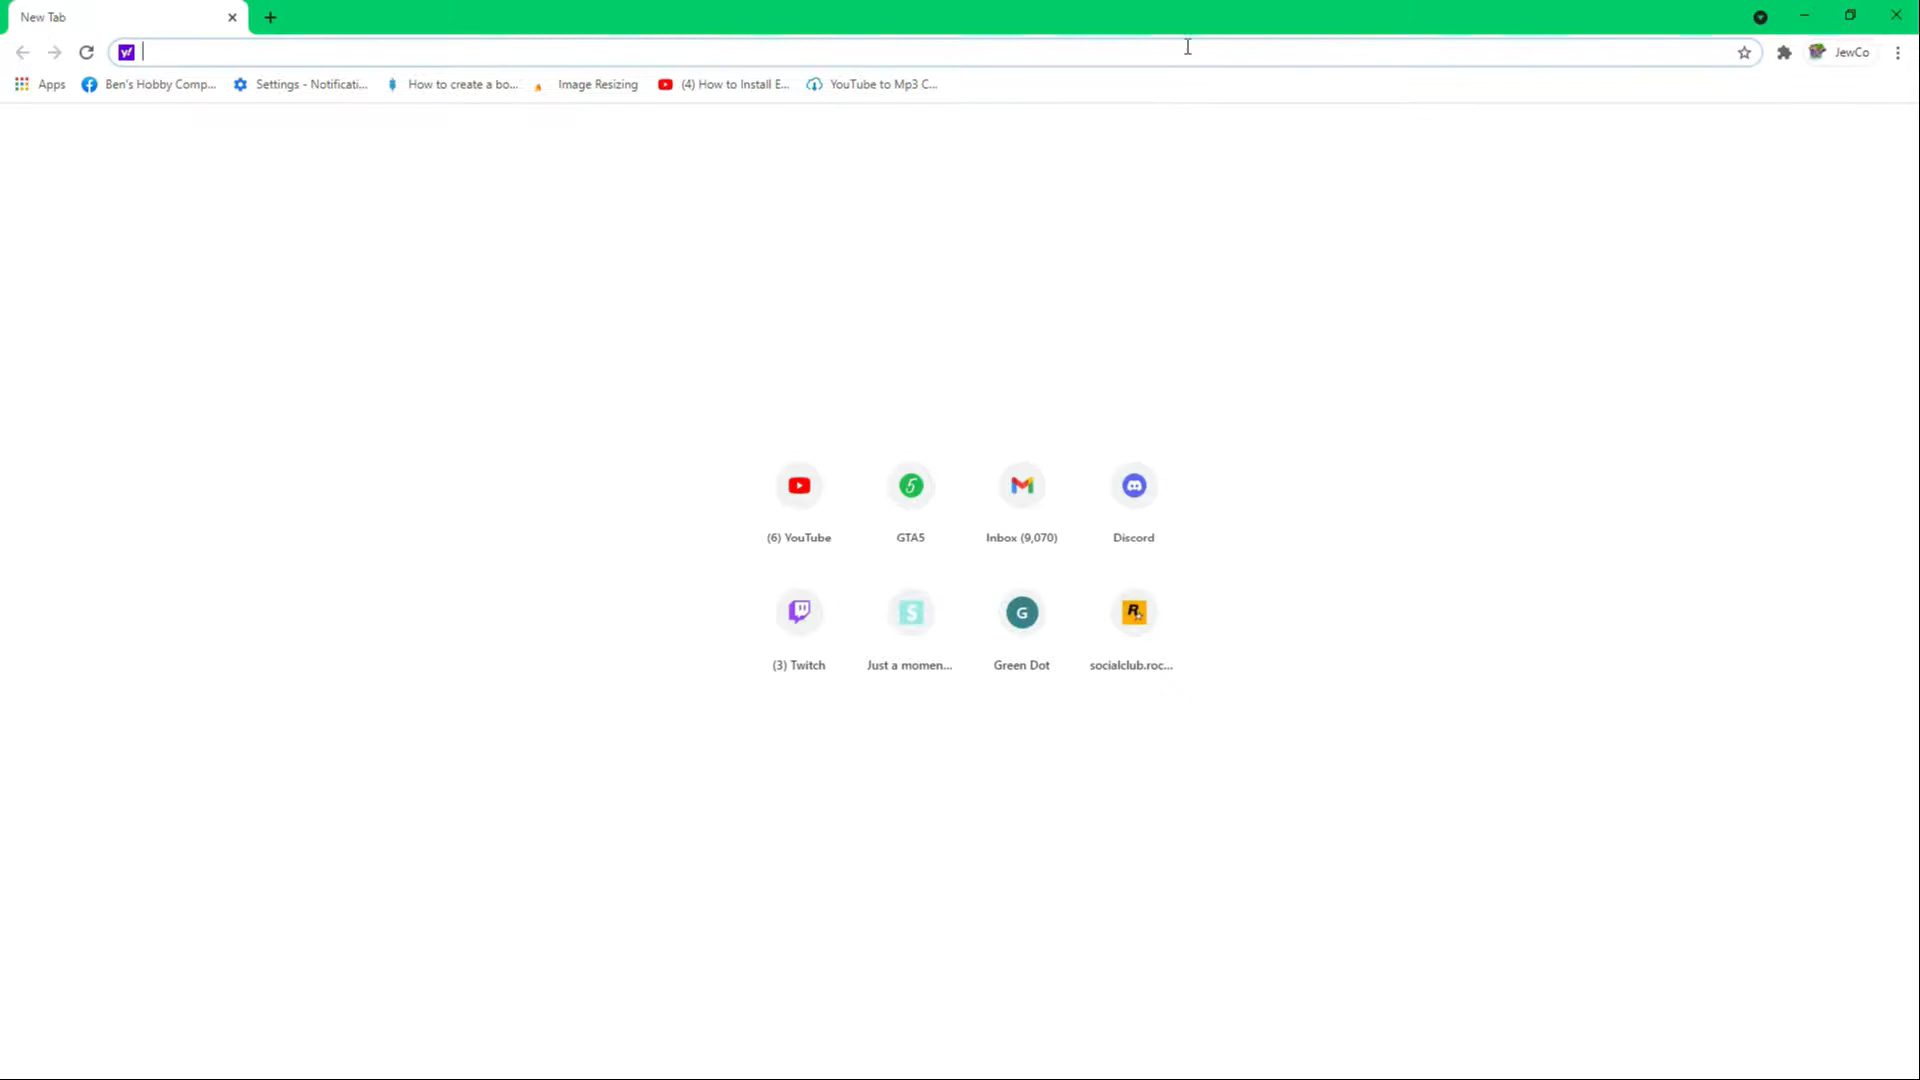 New Tab
JewCo
Apps Ben's Hobby Comp... Settings - Notificati... How to create a bo... Image Resizing (4) How to Install E... YouTube to Mp3 C...
(6) YouTube GTA5 Inbox (9,070) Discord
(3) Twitch Just a momen... Green Dot socialclub.roc...